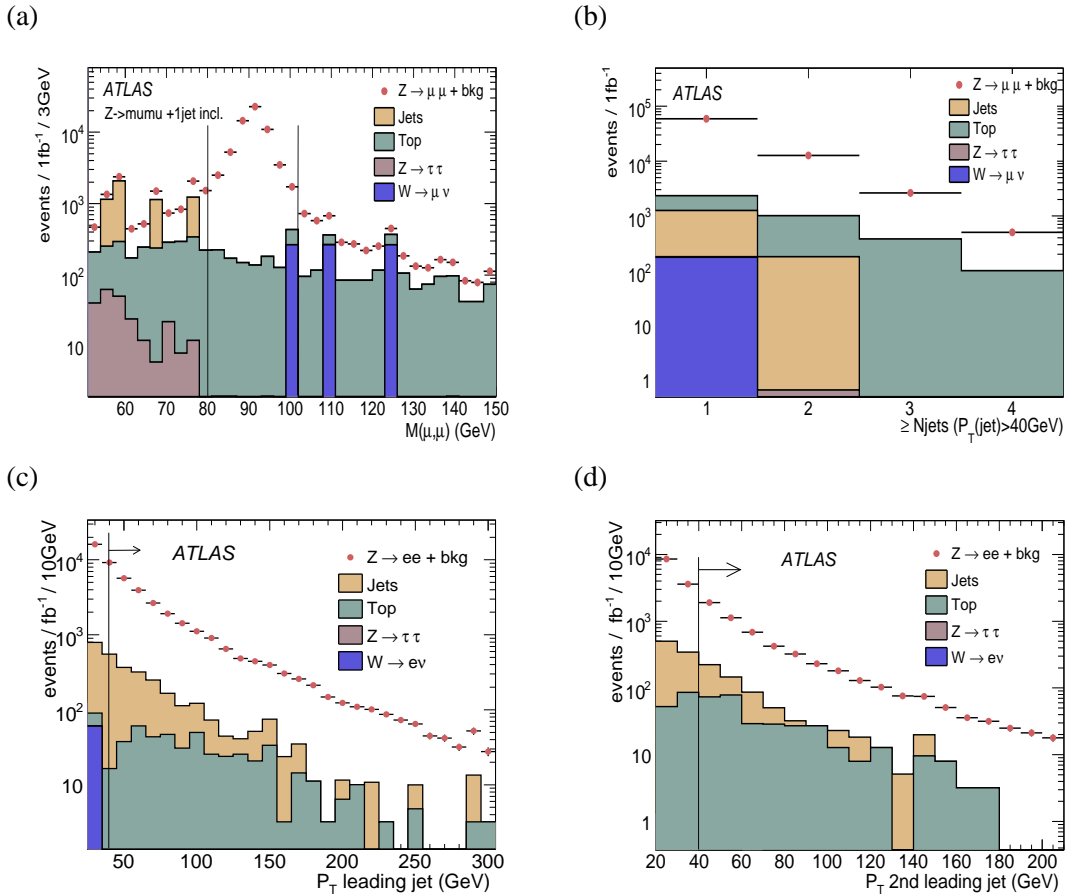 (a)
events / 1fb⁻¹ / 3GeV
ATLAS
Z->mumu +1jet incl.
Z → μ μ + bkg
Jets
Top
Z → τ τ
W → μ ν
10⁴
10³
10²
10
60 70 80 90 100 110 120 130 140 150
M(μ,μ) (GeV)
(b)
events / 1fb⁻¹
ATLAS
Z → μ μ + bkg
Jets
Top
Z → τ τ
W → μ ν
10⁵
10⁴
10³
10²
10
1
1 2 3 4
≥ Njets (P_T(jet)>40GeV)
(c)
events / fb⁻¹ / 10GeV
ATLAS
Z → ee + bkg
Jets
Top
Z → τ τ
W → eν
10⁴
10³
10²
10
50 100 150 200 250 300
P_T leading jet (GeV)
(d)
events / fb⁻¹ / 10GeV
ATLAS
Z → ee + bkg
Jets
Top
Z → τ τ
W → eν
10⁴
10³
10²
10
1
20 40 60 80 100 120 140 160 180 200
P_T 2nd leading jet (GeV)